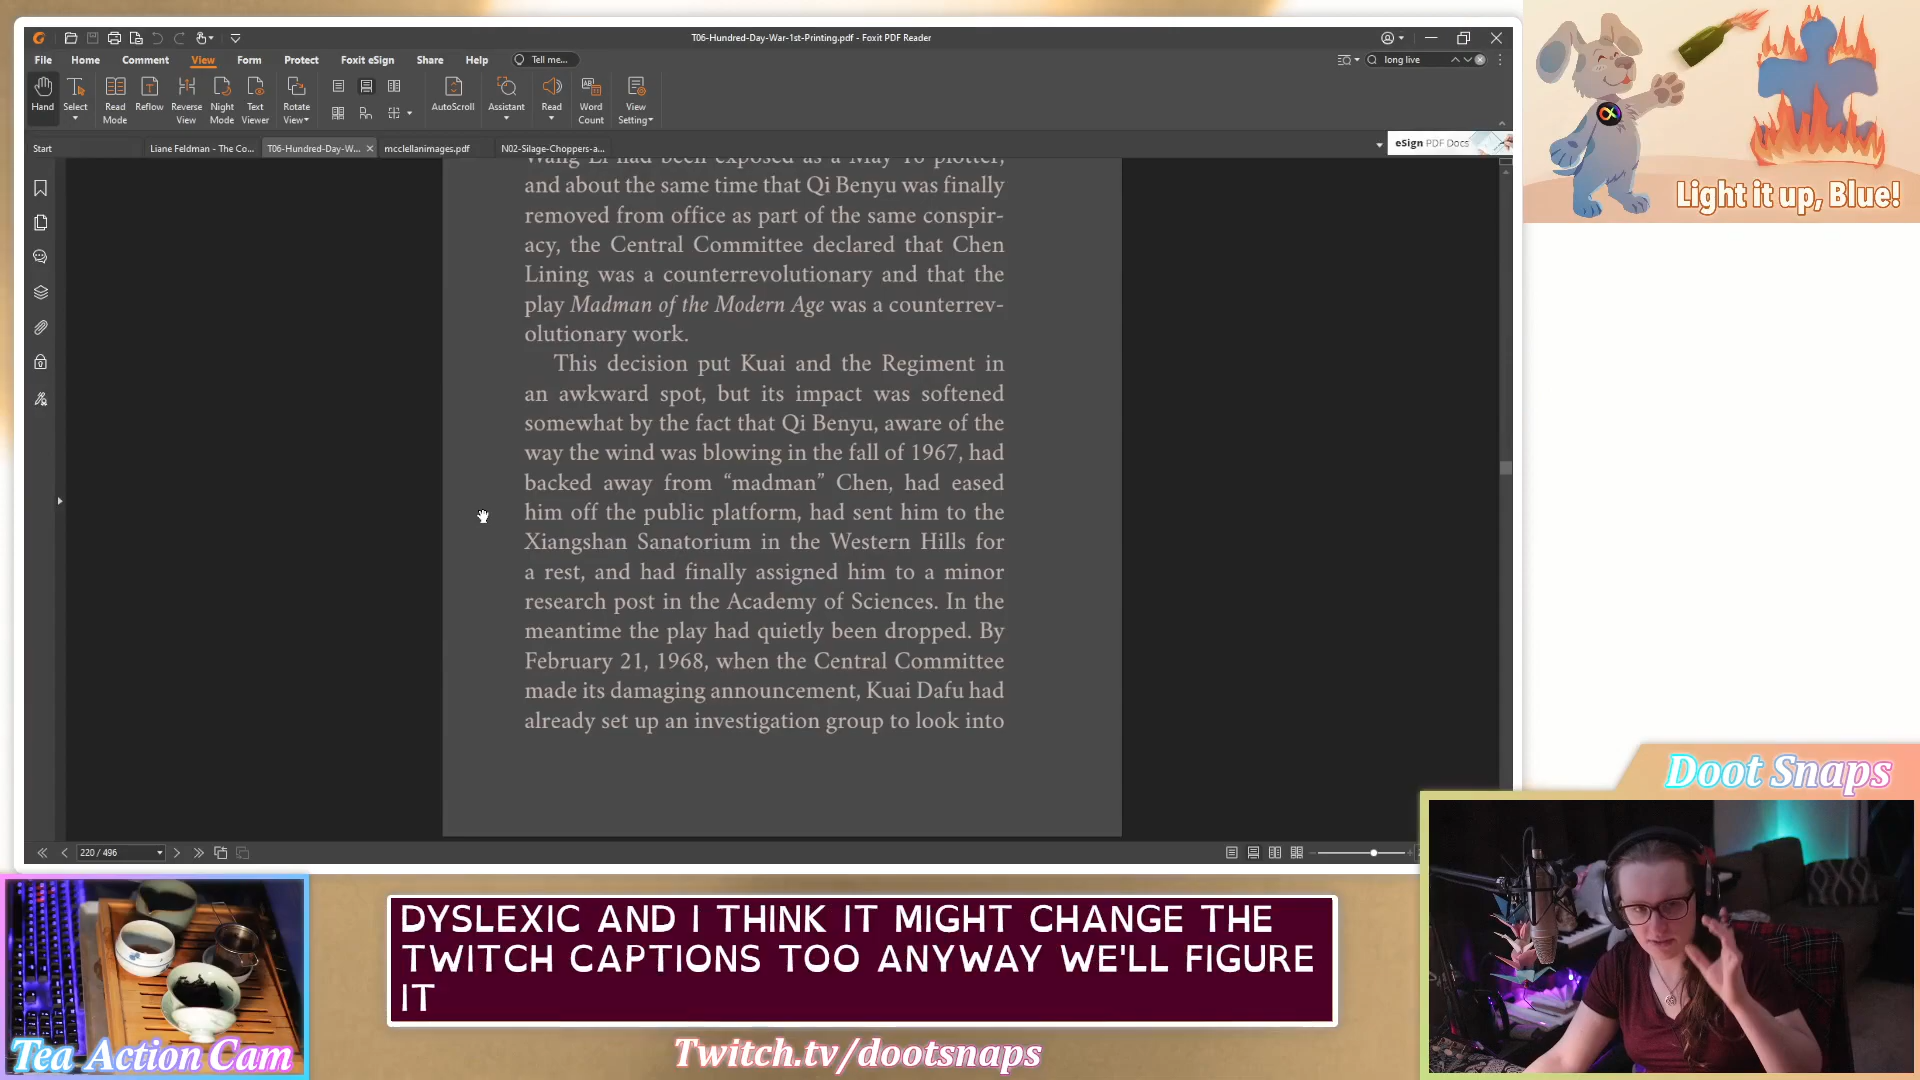 T06-Hundred-Day-War-1st-Printing.pdf - Foxit PDF Reader
File Home Comment View Form Protect Foxit eSign Share Help Tell me... long live
Hand Select Read Mode Reflow Reverse View Night Mode Text Viewer Rotate View AutoScroll Assistant Read Word Count View Setting
Start Liane Feldman - The Co... T06-Hundred-Day-W... mcclellanimages.pdf N02-Silage-Choppers-a... eSign PDF Docs
Wang Li had been exposed as a May 16 plotter,
and about the same time that Qi Benyu was finally
removed from office as part of the same conspir-
acy, the Central Committee declared that Chen
Lining was a counterrevolutionary and that the
play Madman of the Modern Age was a counterrev-
olutionary work.
This decision put Kuai and the Regiment in
an awkward spot, but its impact was softened
somewhat by the fact that Qi Benyu, aware of the
way the wind was blowing in the fall of 1967, had
backed away from “madman” Chen, had eased
him off the public platform, had sent him to the
Xiangshan Sanatorium in the Western Hills for
a rest, and had finally assigned him to a minor
research post in the Academy of Sciences. In the
meantime the play had quietly been dropped. By
February 21, 1968, when the Central Committee
made its damaging announcement, Kuai Dafu had
already set up an investigation group to look into
220 / 496
Light it up, Blue!
Doot Snaps
DYSLEXIC AND I THINK IT MIGHT CHANGE THE
TWITCH CAPTIONS TOO ANYWAY WE'LL FIGURE
IT
Tea Action Cam
Twitch.tv/dootsnaps